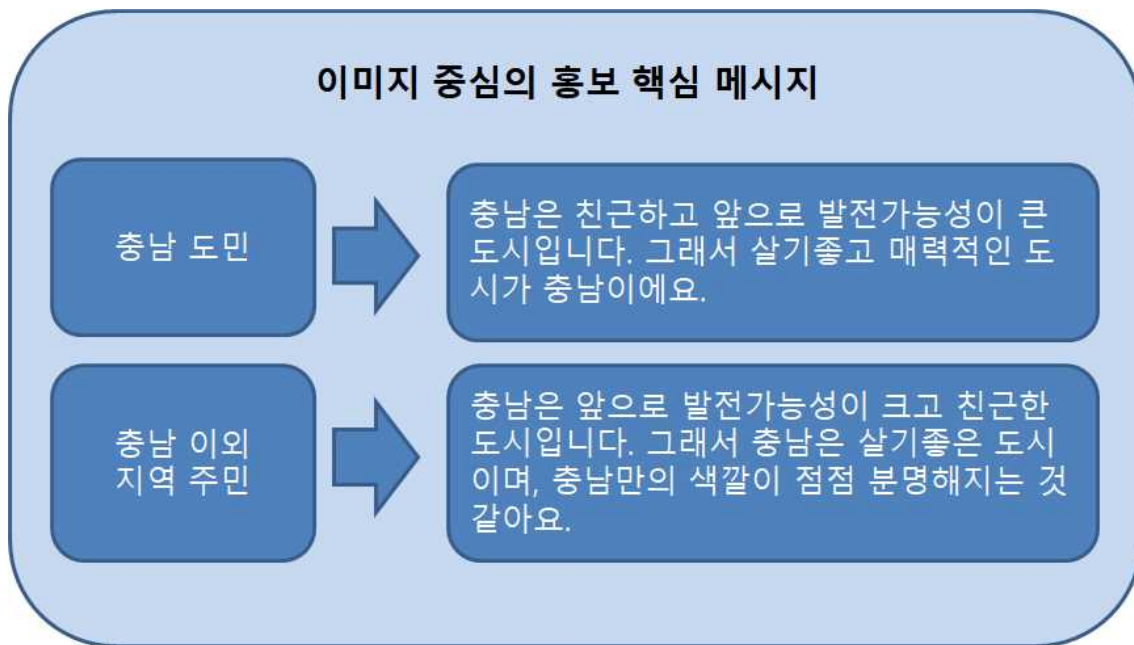 이미지 중심의 홍보 핵심 메시지
충남 도민
충남은 친근하고 앞으로 발전가능성이 큰
도시입니다. 그래서 살기좋고 매력적인 도
시가 충남이에요.
충남 이외
지역 주민
충남은 앞으로 발전가능성이 크고 친근한
도시입니다. 그래서 충남은 살기좋은 도시
이며, 충남만의 색깔이 점점 분명해지는 것
같아요.